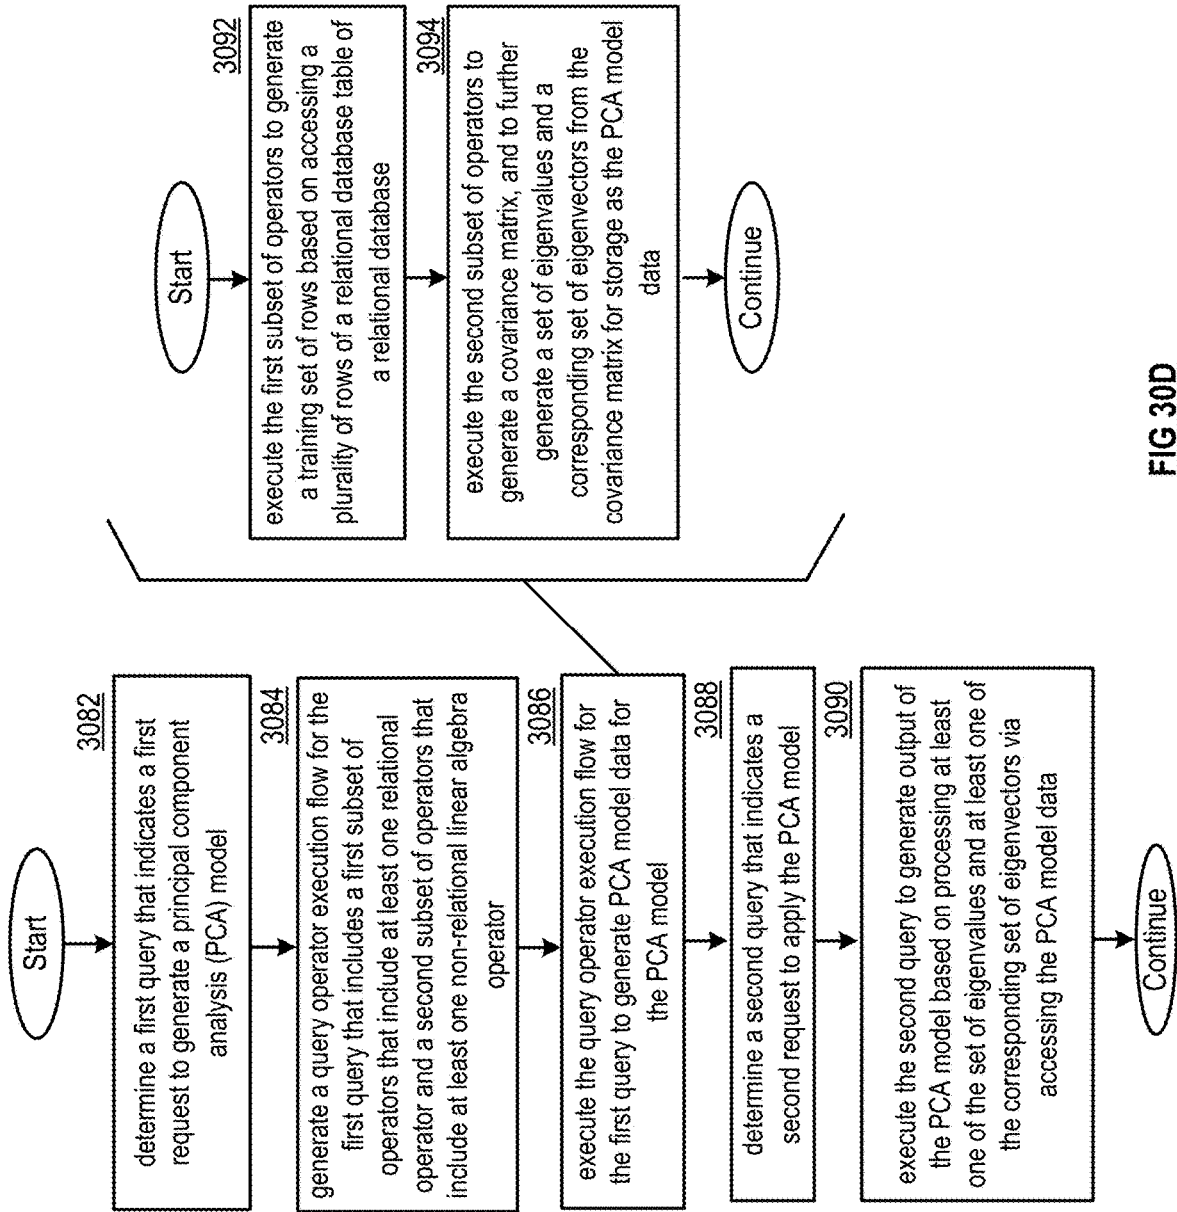 Start
3082
determine a first query that indicates a first
request to generate a principal component
analysis (PCA) model
3084
generate a query operator execution flow for the
first query that includes a first subset of
operators that include at least one relational
operator and a second subset of operators that
include at least one non-relational linear algebra
operator
3086
execute the query operator execution flow for
the first query to generate PCA model data for
the PCA model
3088
determine a second query that indicates a
second request to apply the PCA model
3090
execute the second query to generate output of
the PCA model based on processing at least
one of the set of eigenvalues and at least one of
the corresponding set of eigenvectors via
accessing the PCA model data
Continue
Start
3092
execute the first subset of operators to generate
a training set of rows based on accessing a
plurality of rows of a relational database table of
a relational database
3094
execute the second subset of operators to
generate a covariance matrix, and to further
generate a set of eigenvalues and a
corresponding set of eigenvectors from the
covariance matrix for storage as the PCA model
data
Continue
FIG 30D